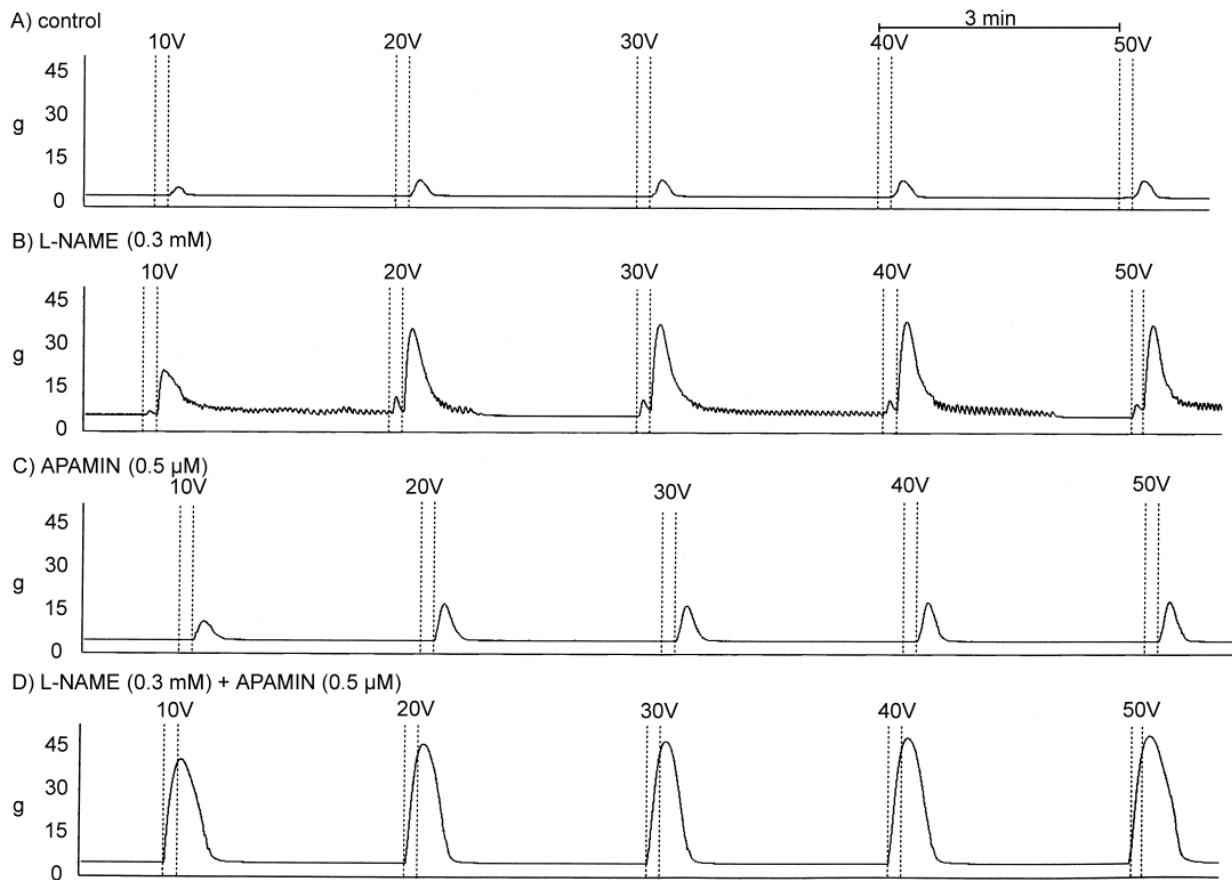 A) control
3 min
10V 20V 30V 40V 50V
45
30
g
15
0
B) L-NAME (0.3 mM)
10V 20V 30V 40V 50V
45
30
g
15
0
C) APAMIN (0.5 µM)
10V 20V 30V 40V 50V
45
30
g
15
0
D) L-NAME (0.3 mM) + APAMIN (0.5 µM)
10V 20V 30V 40V 50V
45
30
g
15
0